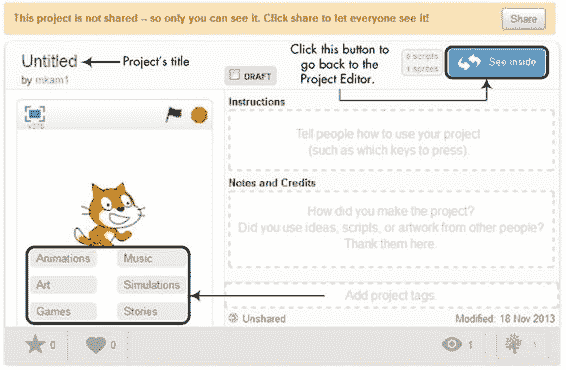 This project is not shared – so only you can see it. Click share to let everyone see it!
Share
Untitled
Project's title
by mkam1
Click this button to
go back to the
Project Editor.
scripts
sprites
See inside
DRAFT
Instructions
Tell people how to use your project
(such as which keys to press).
Notes and Credits
How did you make the project?
Did you use ideas, scripts, or artwork from other people?
Thank them here.
Animations
Music
Art
Simulations
Games
Stories
Add project tags.
Unshared
Modified: 18 Nov 2013
0
0
1